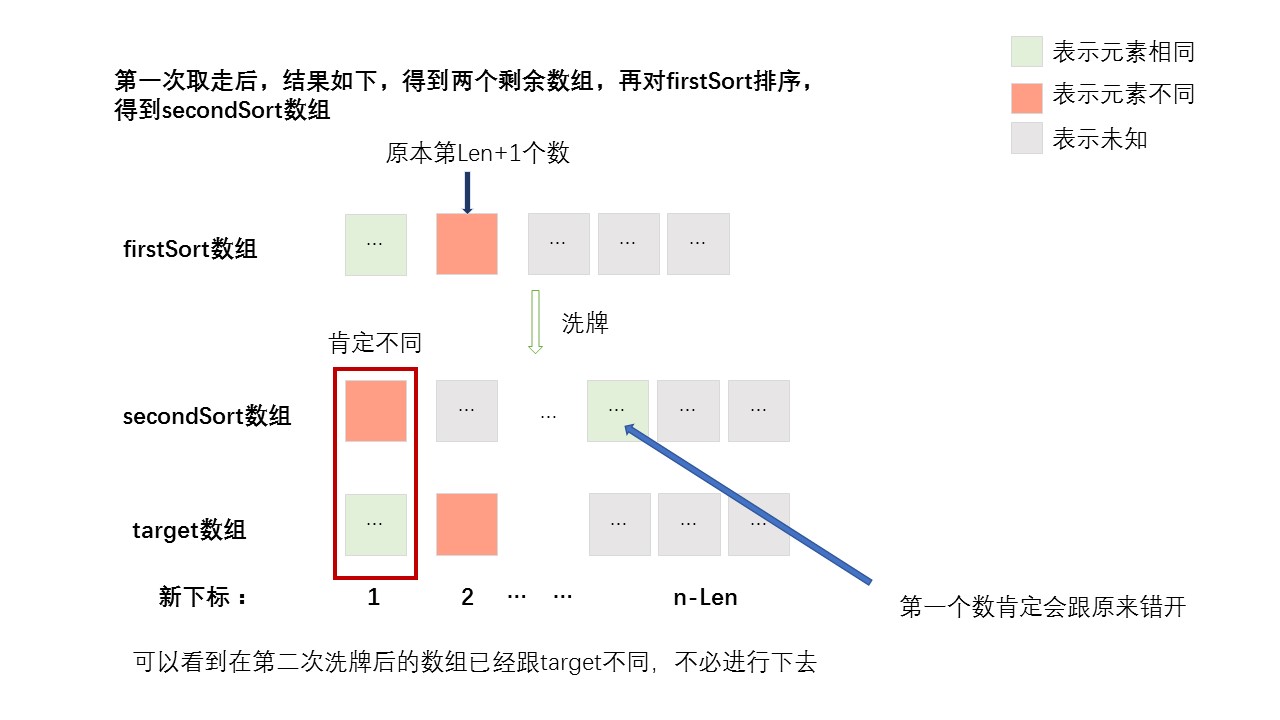 表示元素相同
表示元素不同
表示未知
第一次取走后，结果如下，得到两个剩余数组，再对firstSort排序，
得到secondSort数组
原本第Len+1个数
firstSort数组
… … … …
洗牌
肯定不同
secondSort数组
… … … … …
target数组
… … … …
新下标： 1 2 … … n-Len
第一个数肯定会跟原来错开
可以看到在第二次洗牌后的数组已经跟target不同，不必进行下去